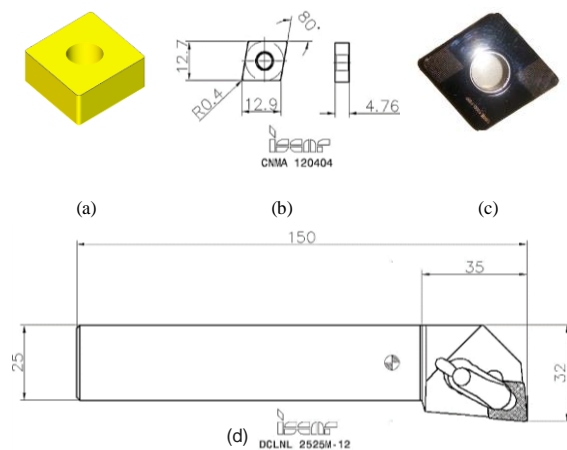 80°
12.7
R0.4
12.9
4.76
iscar
CNMA 120404
(a)
(b)
(c)
150
35
25
32
iscar
(d)
DCLNL 2525M-12